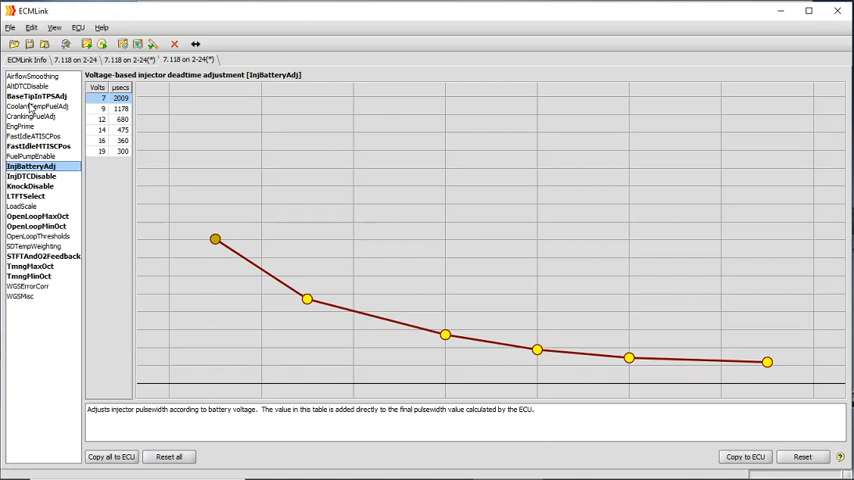 ECMLink
File Edit View ECU Help
ECMLink Info 7.118 on 2-24 7.118 on 2-24(*) 7.118 on 2-24(*)
AirflowSmoothing
AltDTCDisable
BaseTipInTPSAdj
CoolantTempFuelAdj
CrankingFuelAdj
EngPrime
FastIdleATISCPos
FastIdleMTISCPos
FuelPumpEnable
InjBatteryAdj
InjDTCDisable
KnockDisable
LTFTSelect
LoadScale
OpenLoopMaxOct
OpenLoopMinOct
OpenLoopThresholds
SDTempWeighting
STFTAndO2Feedback
TmngMaxOct
TmngMinOct
WGSErrorCorr
WGSMisc
Voltage-based injector deadtime adjustment [InjBatteryAdj]
Volts µsecs
7 2009
9 1178
12 680
14 475
16 360
19 300
Adjusts injector pulsewidth according to battery voltage. The value in this table is added directly to the final pulsewidth value calculated by the ECU.
Copy all to ECU Reset all Copy to ECU Reset